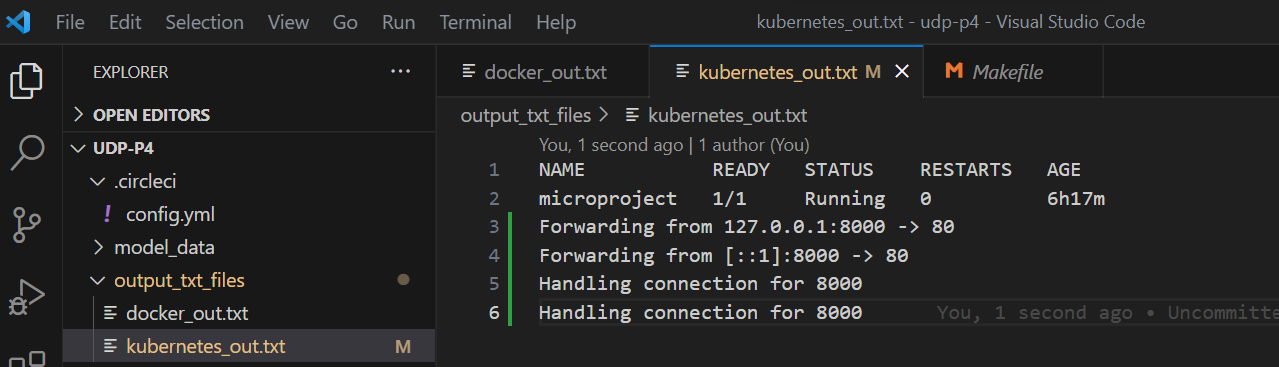 File Edit Selection View Go Run Terminal Help kubernetes_out.txt - udp-p4 - Visual Studio Code
EXPLORER ...
OPEN EDITORS
UDP-P4
.circleci
! config.yml
model_data
output_txt_files
docker_out.txt
kubernetes_out.txt M
docker_out.txt kubernetes_out.txt M Makefile
output_txt_files > kubernetes_out.txt
You, 1 second ago | 1 author (You)
1 NAME READY STATUS RESTARTS AGE
2 microproject 1/1 Running 0 6h17m
3 Forwarding from 127.0.0.1:8000 -> 80
4 Forwarding from [::1]:8000 -> 80
5 Handling connection for 8000
6 Handling connection for 8000 You, 1 second ago • Uncommitte